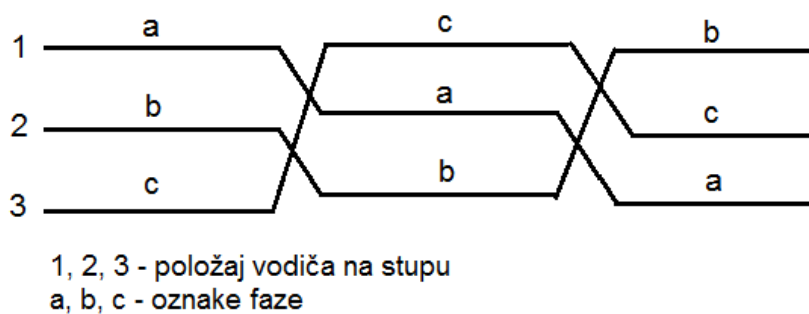 a c b
1
b a c
2
c b a
3
1, 2, 3 - položaj vodiča na stupu
a, b, c - oznake faze